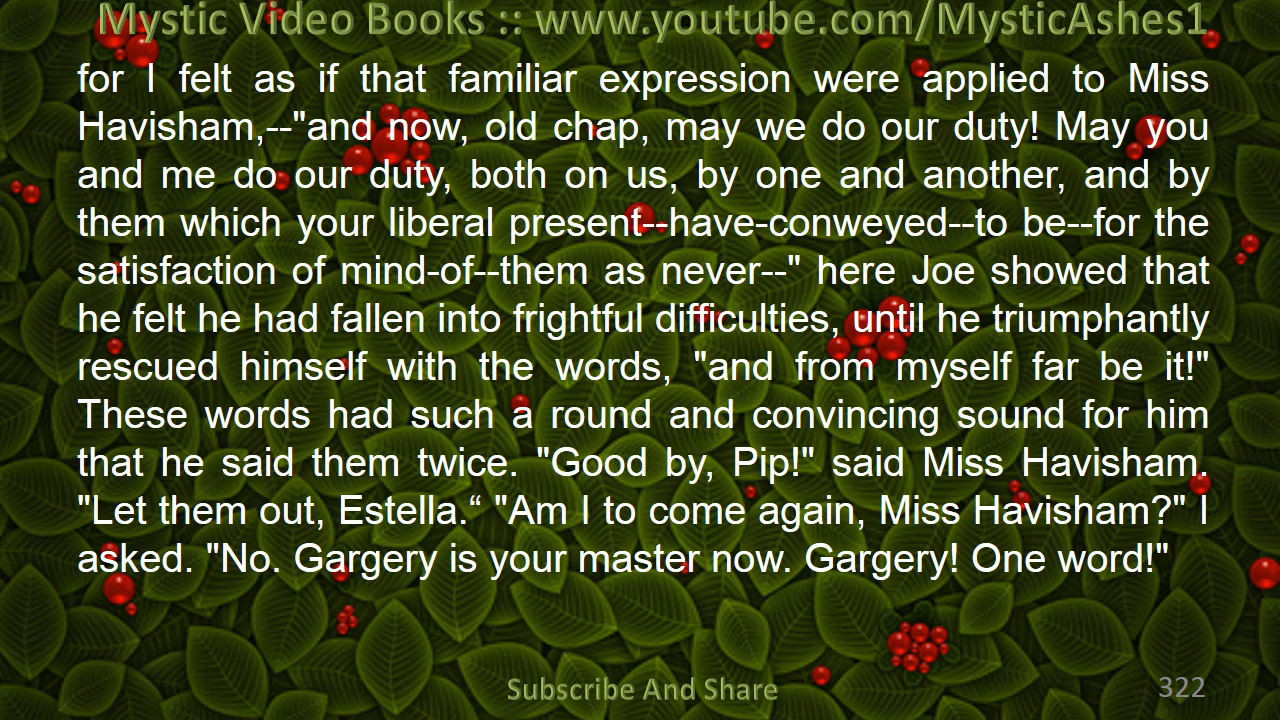 Mystic Video Books :: www.youtube.com/MysticAshes1
for I felt as if that familiar expression were applied to Miss
Havisham,--"and now, old chap, may we do our duty! May you
and me do our duty, both on us, by one and another, and by
them which your liberal present--have-conweyed--to be--for the
satisfaction of mind-of--them as never--" here Joe showed that
he felt he had fallen into frightful difficulties, until he triumphantly
rescued himself with the words, "and from myself far be it!"
These words had such a round and convincing sound for him
that he said them twice. "Good by, Pip!" said Miss Havisham.
"Let them out, Estella.“ "Am I to come again, Miss Havisham?" I
asked. "No. Gargery is your master now. Gargery! One word!"
Subscribe And Share
322